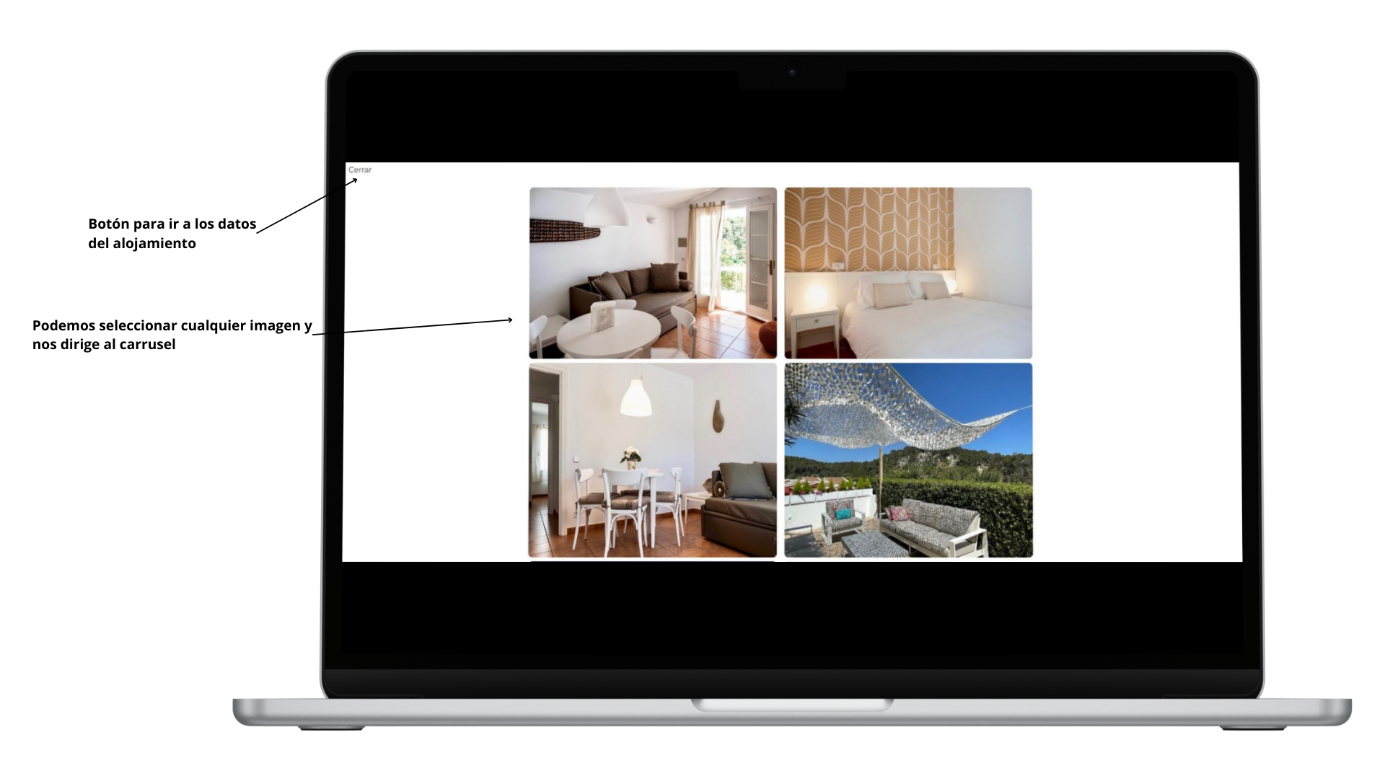 Cerrar
Botón para ir a los datos
del alojamiento
Podemos seleccionar cualquier imagen y
nos dirige al carrusel